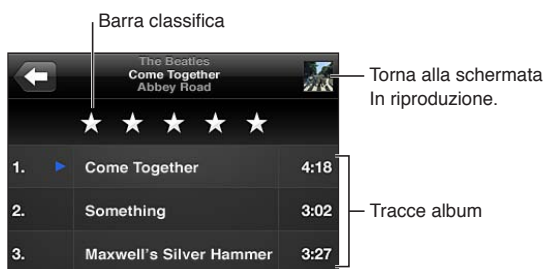 Barra classifica
The Beatles
Come Together
Abbey Road
Torna alla schermata
In riproduzione.
1. Come Together 4:18
2. Something 3:02
Tracce album
3. Maxwell's Silver Hammer 3:27